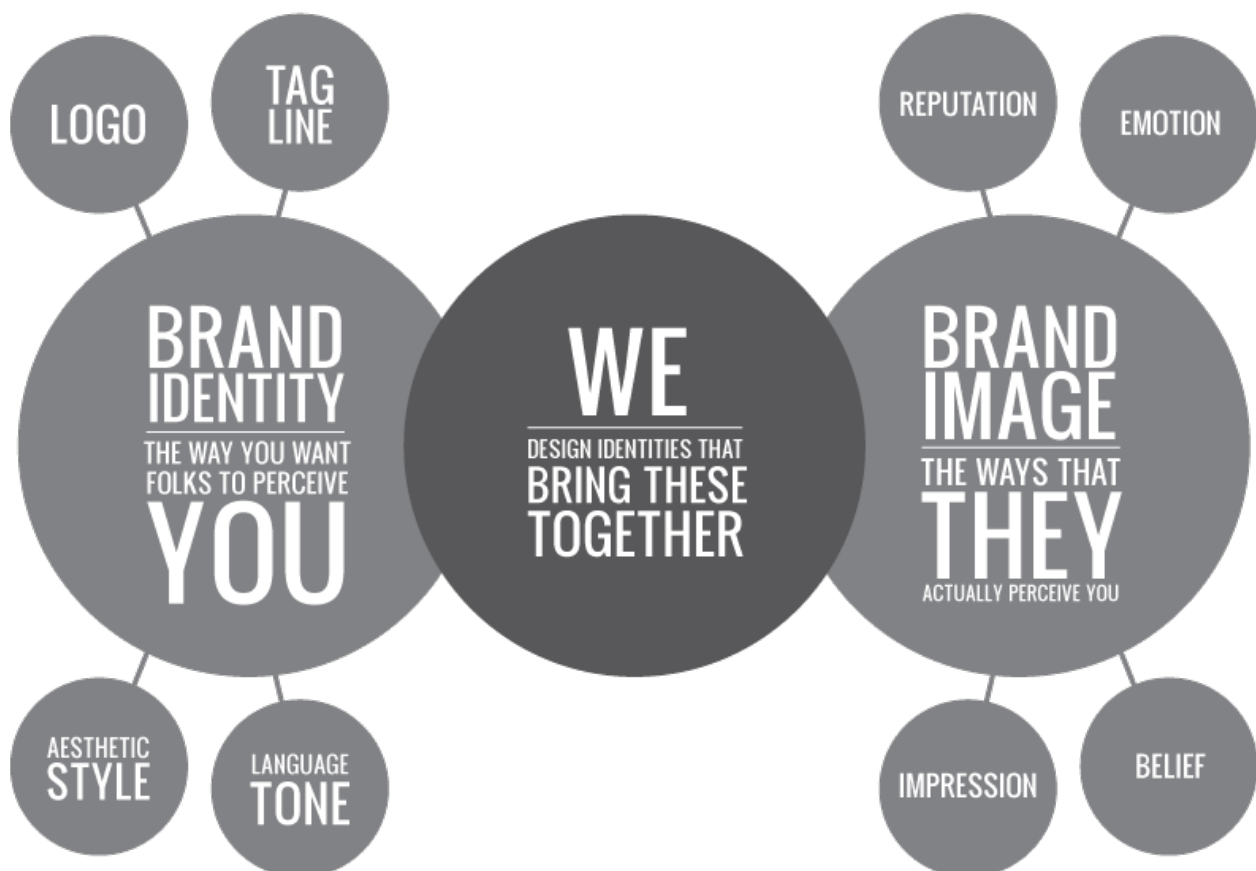 LOGO
TAG
LINE
BRAND
IDENTITY
THE WAY YOU WANT
FOLKS TO PERCEIVE
YOU
AESTHETIC
STYLE
LANGUAGE
TONE
WE
DESIGN IDENTITIES THAT
BRING THESE
TOGETHER
REPUTATION
EMOTION
BRAND
IMAGE
THE WAYS THAT
THEY
ACTUALLY PERCEIVE YOU
IMPRESSION
BELIEF